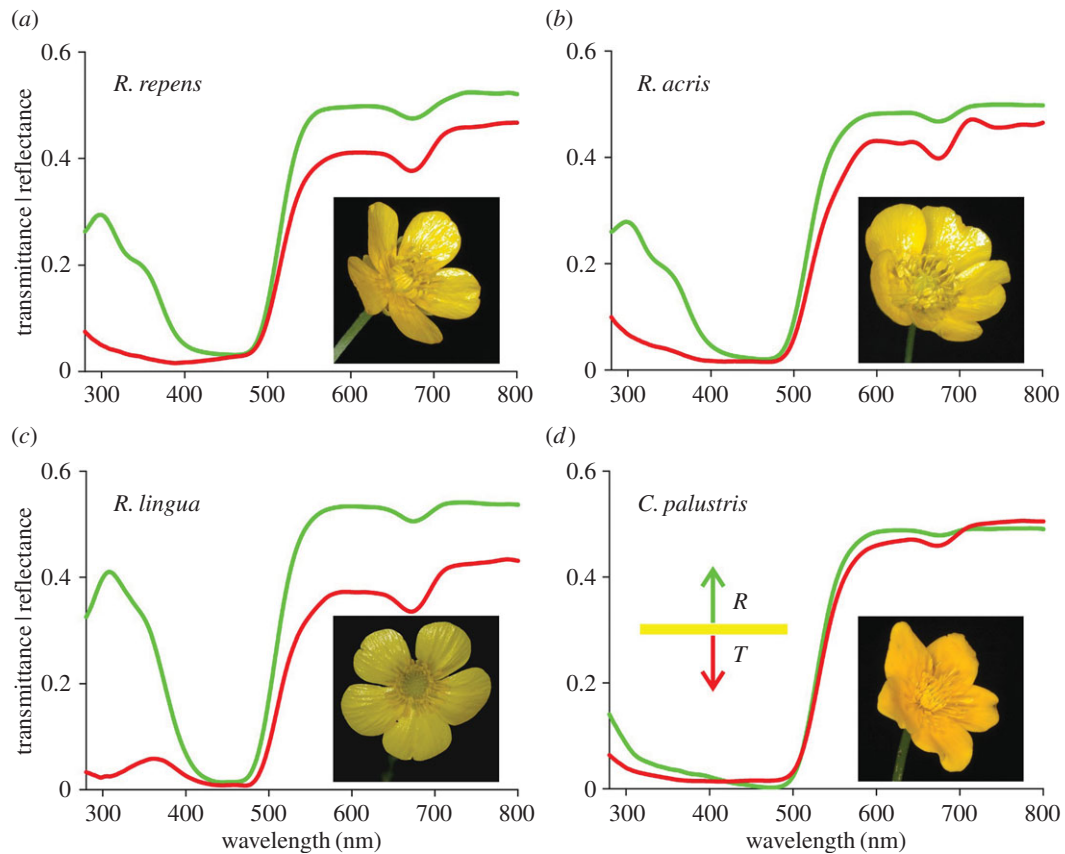 (a)
(b)
0.6
R. repens
0.4
0.2
0
300 400 500 600 700 800
transmittance | reflectance
0.6
R. acris
0.4
0.2
0
300 400 500 600 700 800
(c)
(d)
0.6
R. lingua
0.4
0.2
0
300 400 500 600 700 800
transmittance | reflectance
wavelength (nm)
0.6
C. palustris
0.4
R
T
0.2
0
300 400 500 600 700 800
wavelength (nm)